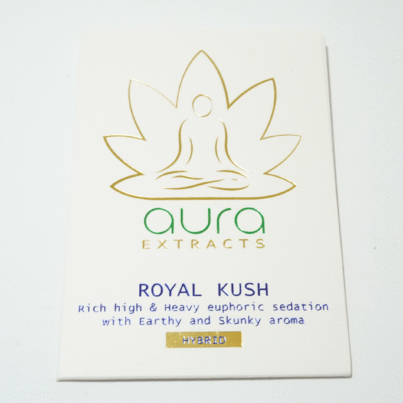 aura
EXTRACTS
ROYAL KUSH
Rich high & Heavy euphoric sedation
with Earthy and Skunky aroma
HYBRID